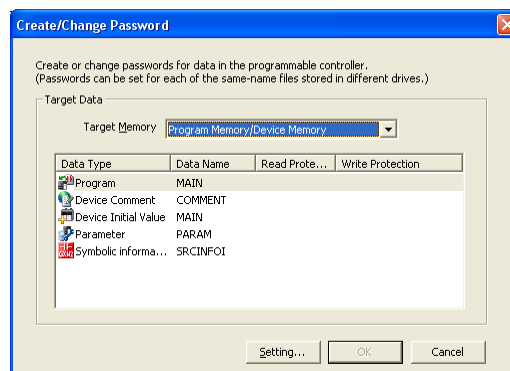 Create/Change Password
Create or change passwords for data in the programmable controller.
(Passwords can be set for each of the same-name files stored in different drives.)
Target Data
Target Memory Program Memory/Device Memory
Data Type Data Name Read Prote... Write Protection
Program MAIN
Device Comment COMMENT
Device Initial Value MAIN
Parameter PARAM
Symbolic informa... SRCINFOI
Setting... OK Cancel